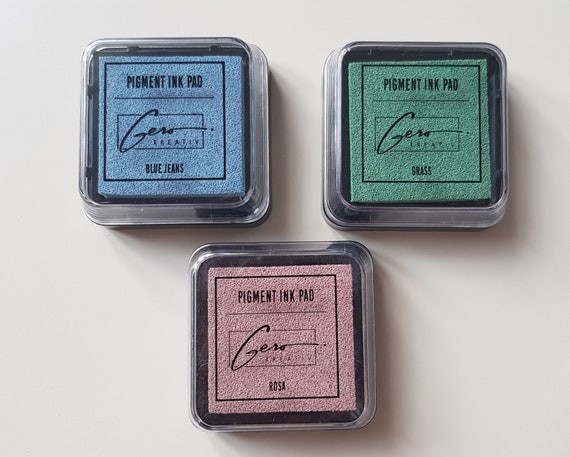 PIGMENT INK PAD
Gero
KREATIV
BLUE JEANS
PIGMENT INK PAD
Gero
KREATIV
GRASS
PIGMENT INK PAD
Gero
KREATIV
ROSA